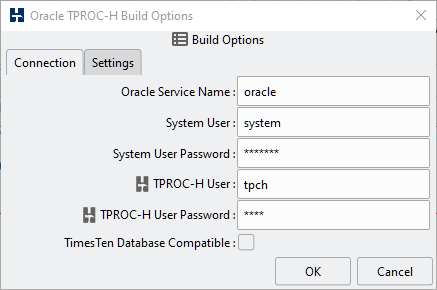 Oracle TPROC-H Build Options
Build Options
Connection Settings
Oracle Service Name : oracle
System User : system
System User Password : *******
TPROC-H User : tpch
TPROC-H User Password : ****
TimesTen Database Compatible :
OK Cancel